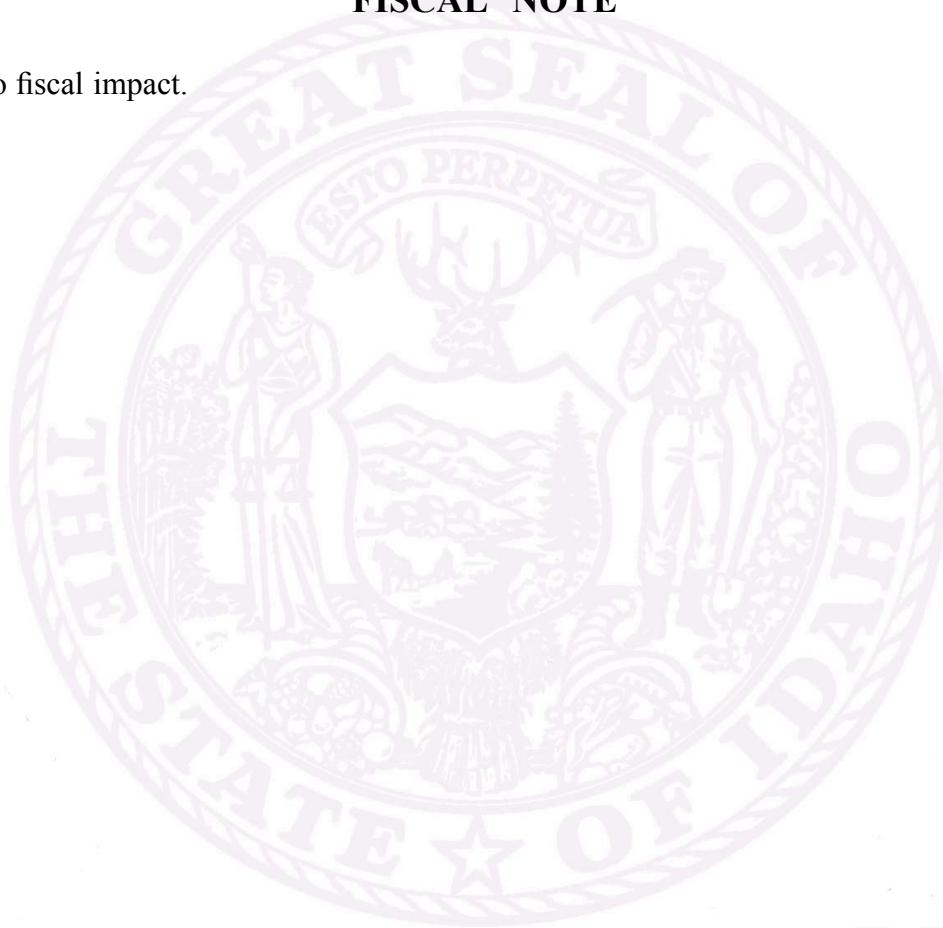 FISCAL NOTE
o fiscal impact.
GREAT SEAL OF
ESTO PERPETUA
THE STATE OF IDAHO